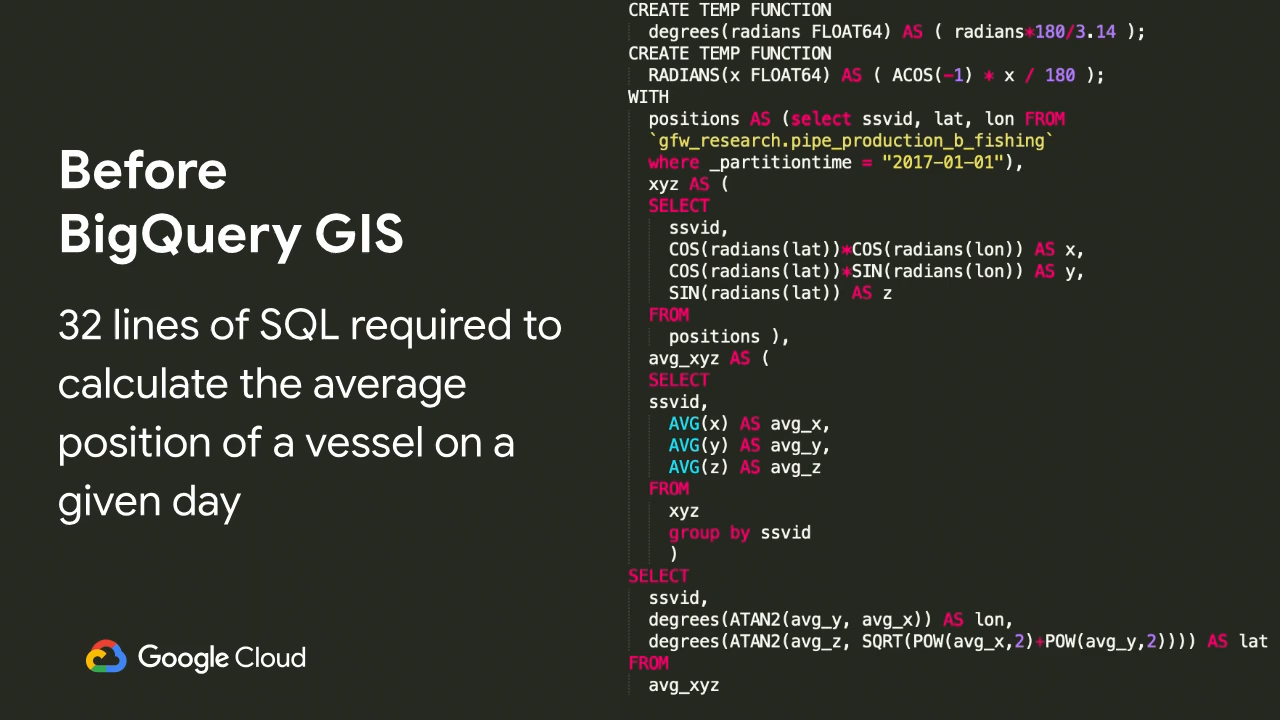 Before
BigQuery GIS
32 lines of SQL required to
calculate the average
position of a vessel on a
given day
Google Cloud
CREATE TEMP FUNCTION
degrees(radians FLOAT64) AS ( radians*180/3.14 );
CREATE TEMP FUNCTION
RADIANS(x FLOAT64) AS ( ACOS(-1) * x / 180 );
WITH
positions AS (select ssvid, lat, lon FROM
`gfw_research.pipe_production_b_fishing`
where _partitiontime = "2017-01-01"),
xyz AS (
SELECT
ssvid,
COS(radians(lat))*COS(radians(lon)) AS x,
COS(radians(lat))*SIN(radians(lon)) AS y,
SIN(radians(lat)) AS z
FROM
positions ),
avg_xyz AS (
SELECT
ssvid,
AVG(x) AS avg_x,
AVG(y) AS avg_y,
AVG(z) AS avg_z
FROM
xyz
group by ssvid
)
SELECT
ssvid,
degrees(ATAN2(avg_y, avg_x)) AS lon,
degrees(ATAN2(avg_z, SQRT(POW(avg_x,2)+POW(avg_y,2)))) AS lat
FROM
avg_xyz